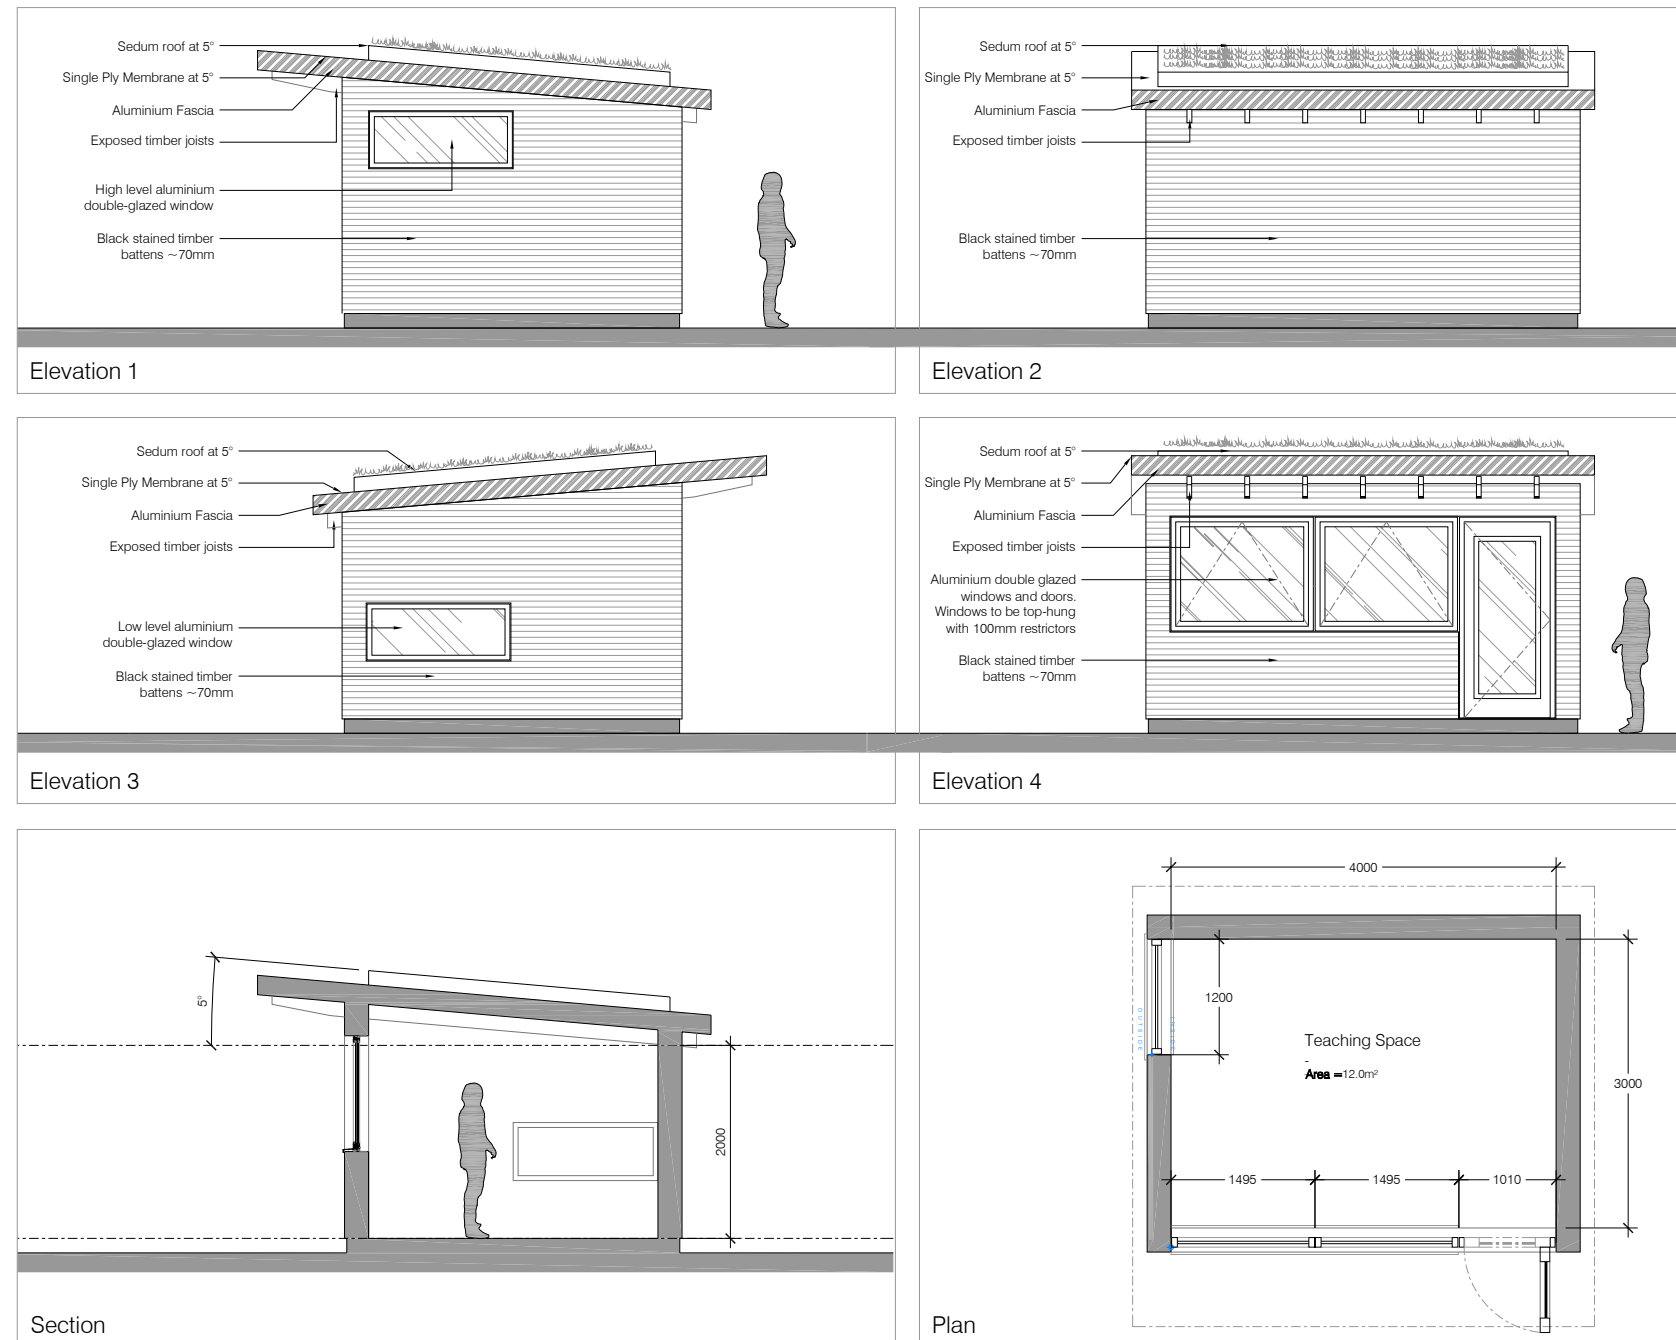 Sedum roof at 5°
Single Ply Membrane at 5°
Aluminium Fascia
Exposed timber joists
High level aluminium
double-glazed window
Black stained timber
battens ~70mm
Elevation 1
Sedum roof at 5°
Single Ply Membrane at 5°
Aluminium Fascia
Exposed timber joists
Black stained timber
battens ~70mm
Elevation 2
Sedum roof at 5°
Single Ply Membrane at 5°
Aluminium Fascia
Exposed timber joists
Low level aluminium
double-glazed window
Black stained timber
battens ~70mm
Elevation 3
Sedum roof at 5°
Single Ply Membrane at 5°
Aluminium Fascia
Exposed timber joists
Aluminium double glazed
windows and doors.
Windows to be top-hung
with 100mm restrictors
Black stained timber
battens ~70mm
Elevation 4
5°
2000
Section
4000
1200
OUTSIDE
INSIDE
Teaching Space
-
Area =12.0m²
3000
1495
1495
1010
Plan